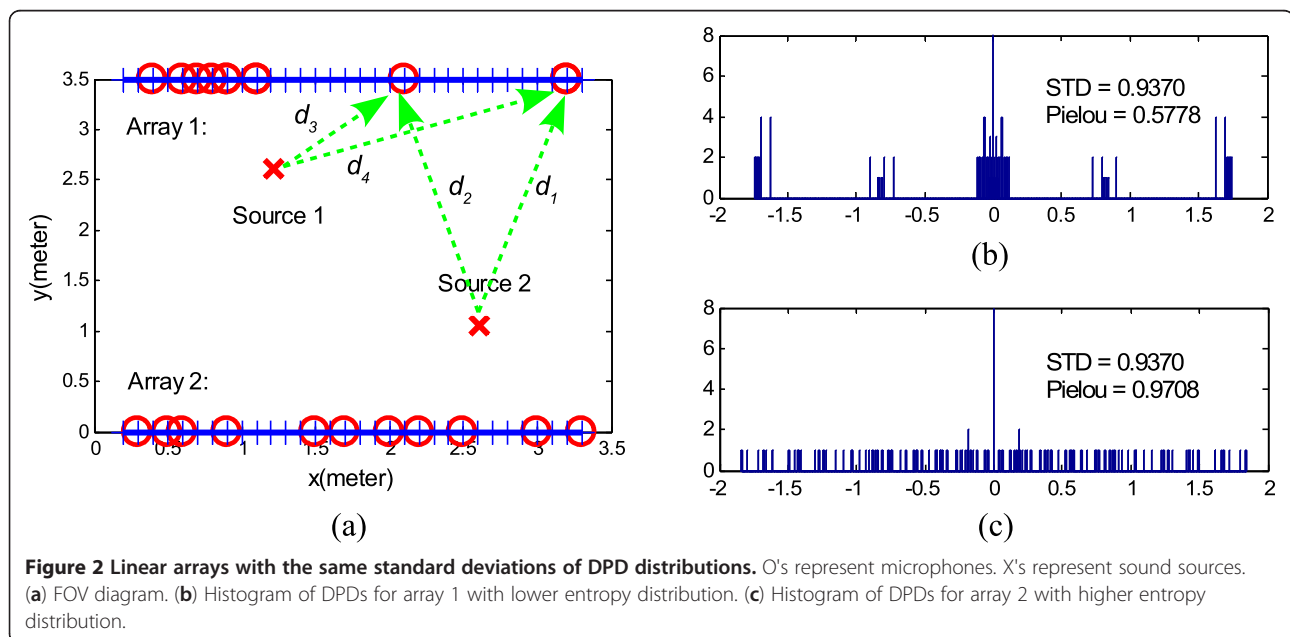 3.5
3
2.5
2
1.5
1
0.5
0
y(meter)
Array 1:
d3
d4
d2
d1
Source 1
Source 2
Array 2:
0 0.5 1 1.5 2 2.5 3 3.5
x(meter)
(a)
8
6
4
2
0
STD = 0.9370
Pielou = 0.5778
-2 -1.5 -1 -0.5 0 0.5 1 1.5 2
(b)
8
6
4
2
0
STD = 0.9370
Pielou = 0.9708
-2 -1.5 -1 -0.5 0 0.5 1 1.5 2
(c)
Figure 2 Linear arrays with the same standard deviations of DPD distributions. O's represent microphones. X's represent sound sources.
(a) FOV diagram. (b) Histogram of DPDs for array 1 with lower entropy distribution. (c) Histogram of DPDs for array 2 with higher entropy
distribution.